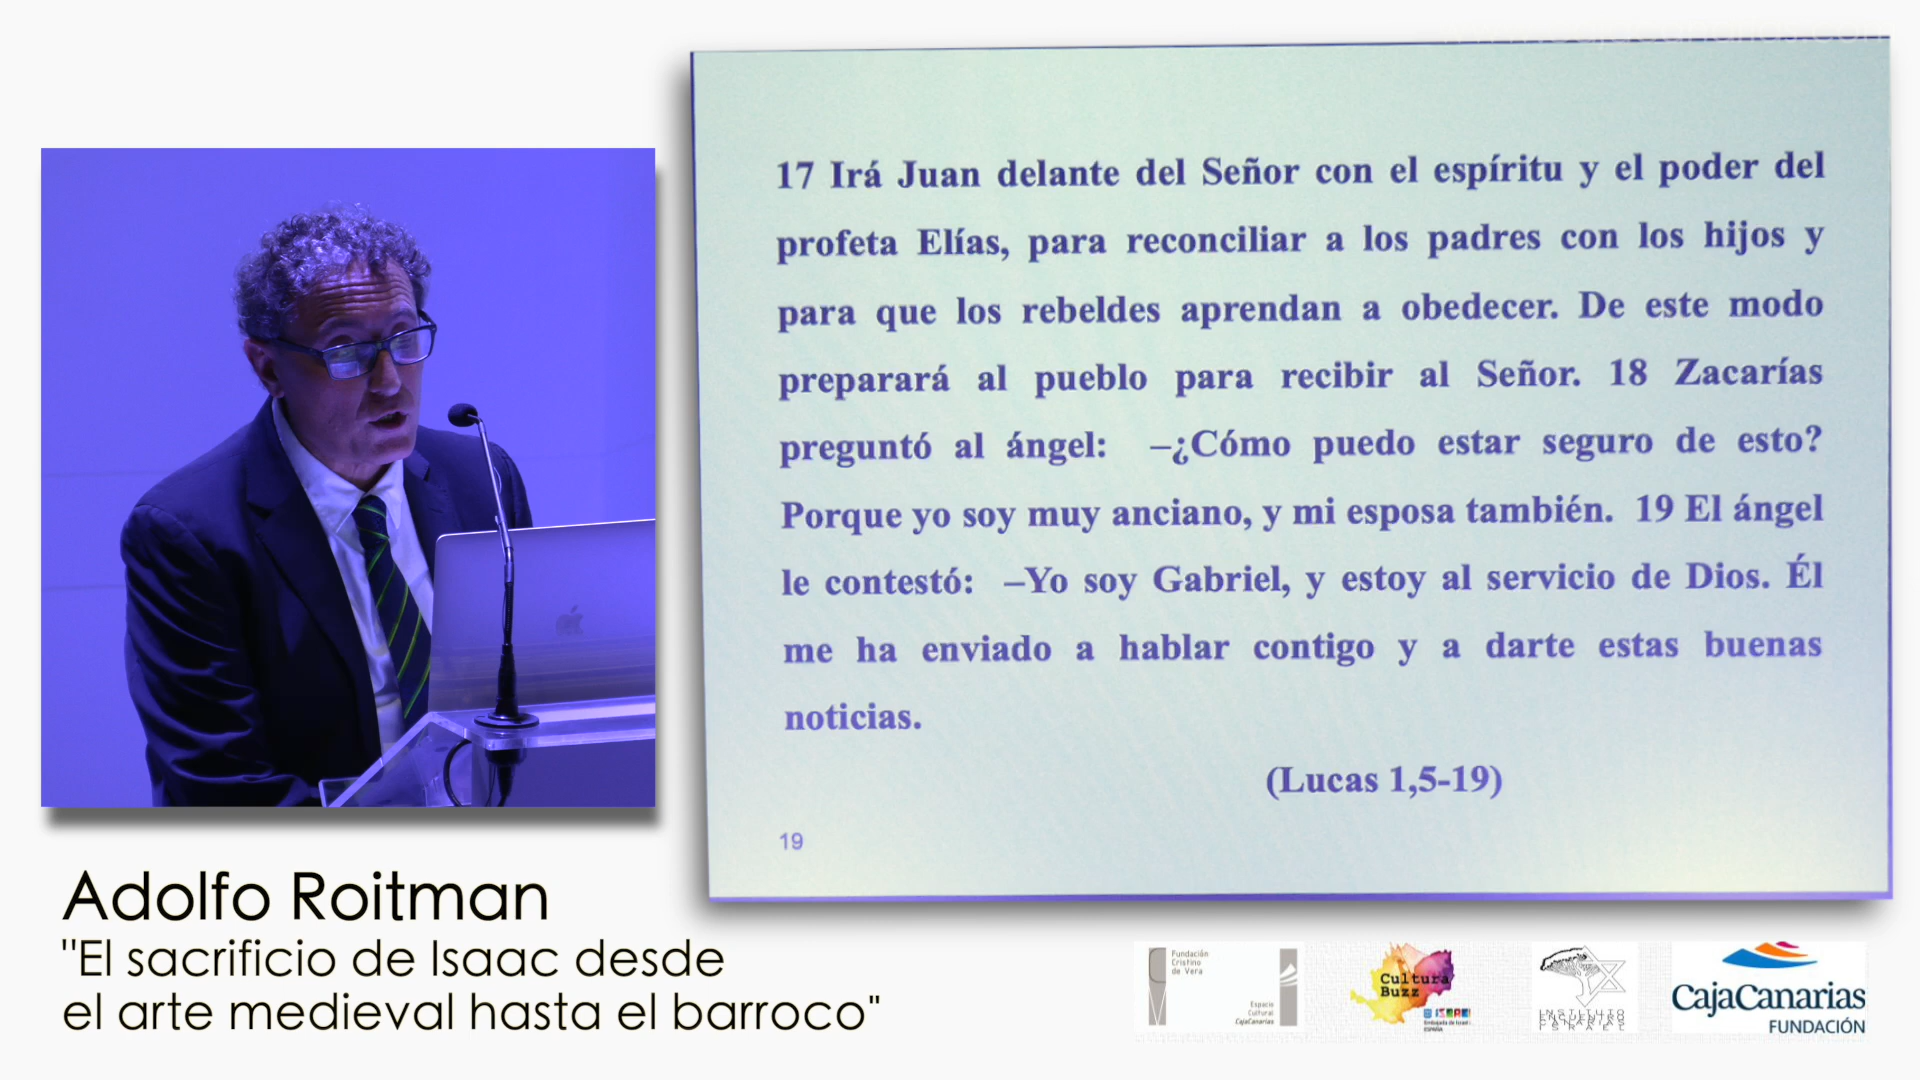 17 Irá Juan delante del Señor con el espíritu y el poder del
profeta Elías, para reconciliar a los padres con los hijos y
para que los rebeldes aprendan a obedecer. De este modo
preparará al pueblo para recibir al Señor. 18 Zacarías
preguntó al ángel: –¿Cómo puedo estar seguro de esto?
Porque yo soy muy anciano, y mi esposa también. 19 El ángel
le contestó: –Yo soy Gabriel, y estoy al servicio de Dios. Él
me ha enviado a hablar contigo y a darte estas buenas
noticias.
(Lucas 1,5-19)
19
Adolfo Roitman
"El sacrificio de Isaac desde
el arte medieval hasta el barroco"
Fundación
Cristino
de Vera
Espacio
Cultural
CajaCanarias
Cultura
Buzz
Embajada de Israel
ESPAÑA
CajaCanarias
FUNDACIÓN